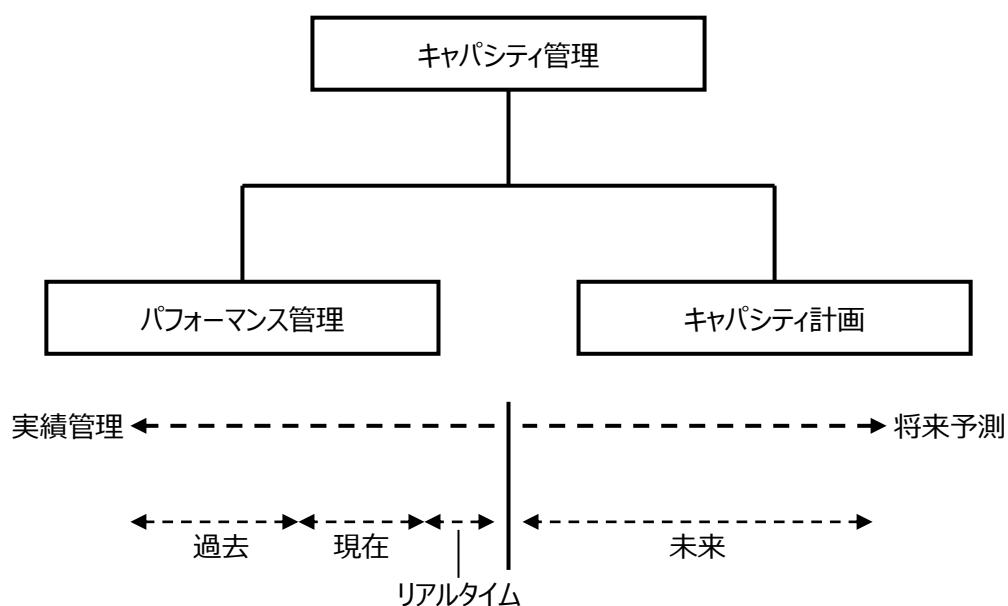 キャパシティ管理
パフォーマンス管理
キャパシティ計画
実績管理
将来予測
過去
現在
未来
リアルタイム